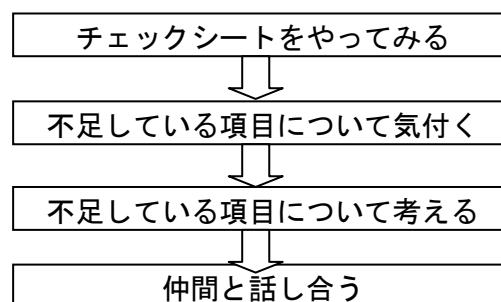 チェックシートをやってみる
不足している項目について気付く
不足している項目について考える
仲間と話し合う